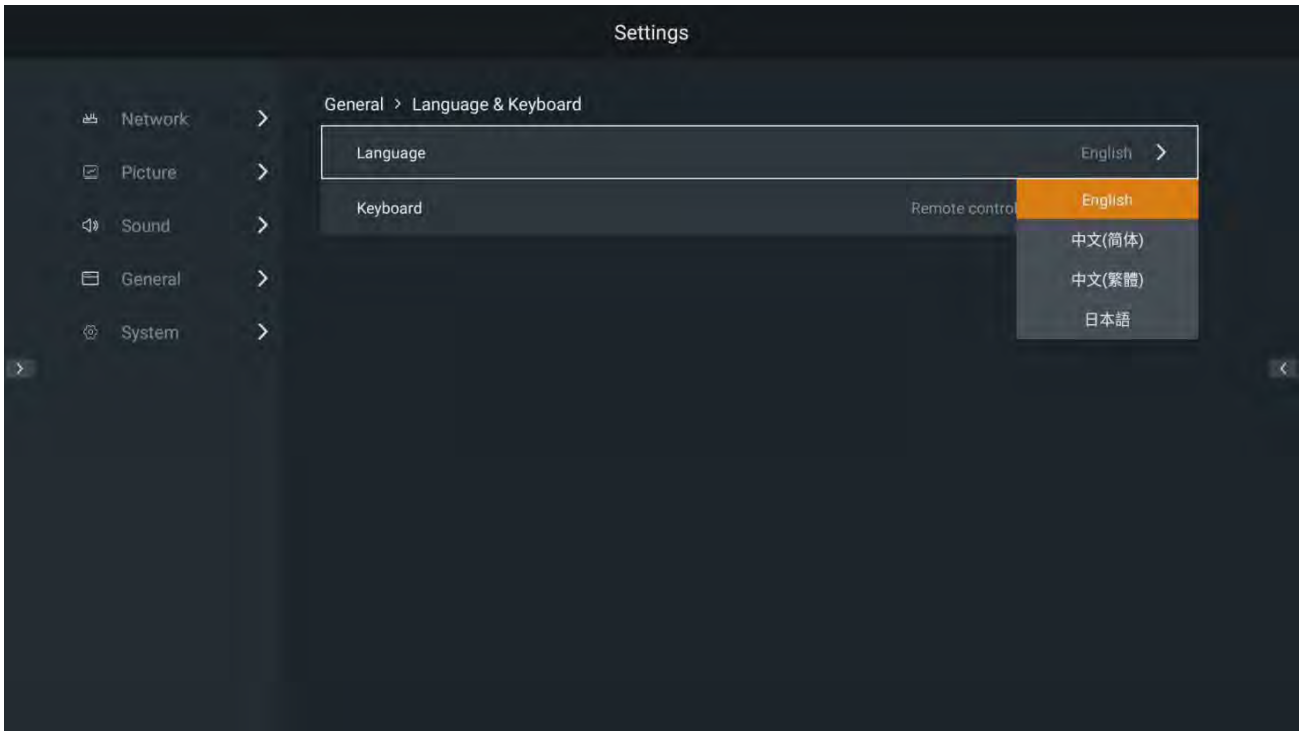 Settings
Network
Picture
Sound
General
System
General > Language & Keyboard
Language English
Keyboard Remote control
English
中文(简体)
中文(繁體)
日本語